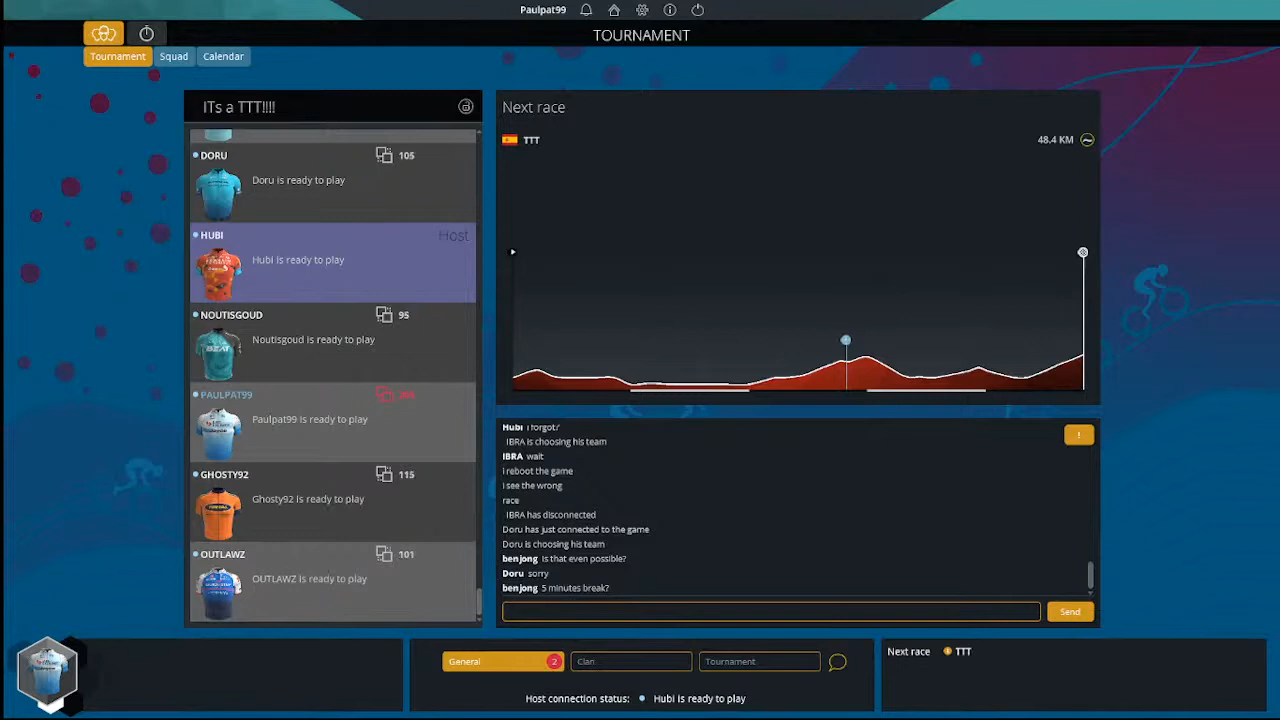 Paulpat99
TOURNAMENT
Tournament Squad Calendar
ITs a TTT!!!!
DORU 105
Doru is ready to play
HUBI Host
Hubi is ready to play
NOUTISGOUD 95
Noutisgoud is ready to play
PAULPAT99
Paulpat99 is ready to play
GHOSTY92 115
Ghosty92 is ready to play
OUTLAWZ 101
OUTLAWZ is ready to play
Next race
TTT 48.4 KM
Hubi i forgot?
IBRA is choosing his team
IBRA wait
i reboot the game
i see the wrong
race
IBRA has disconnected
Doru has just connected to the game
Doru is choosing his team
benjong is that even possible?
Doru sorry
benjong 5 minutes break?
!
Send
General 2 Clan Tournament
Host connection status: Hubi is ready to play
Next race TTT